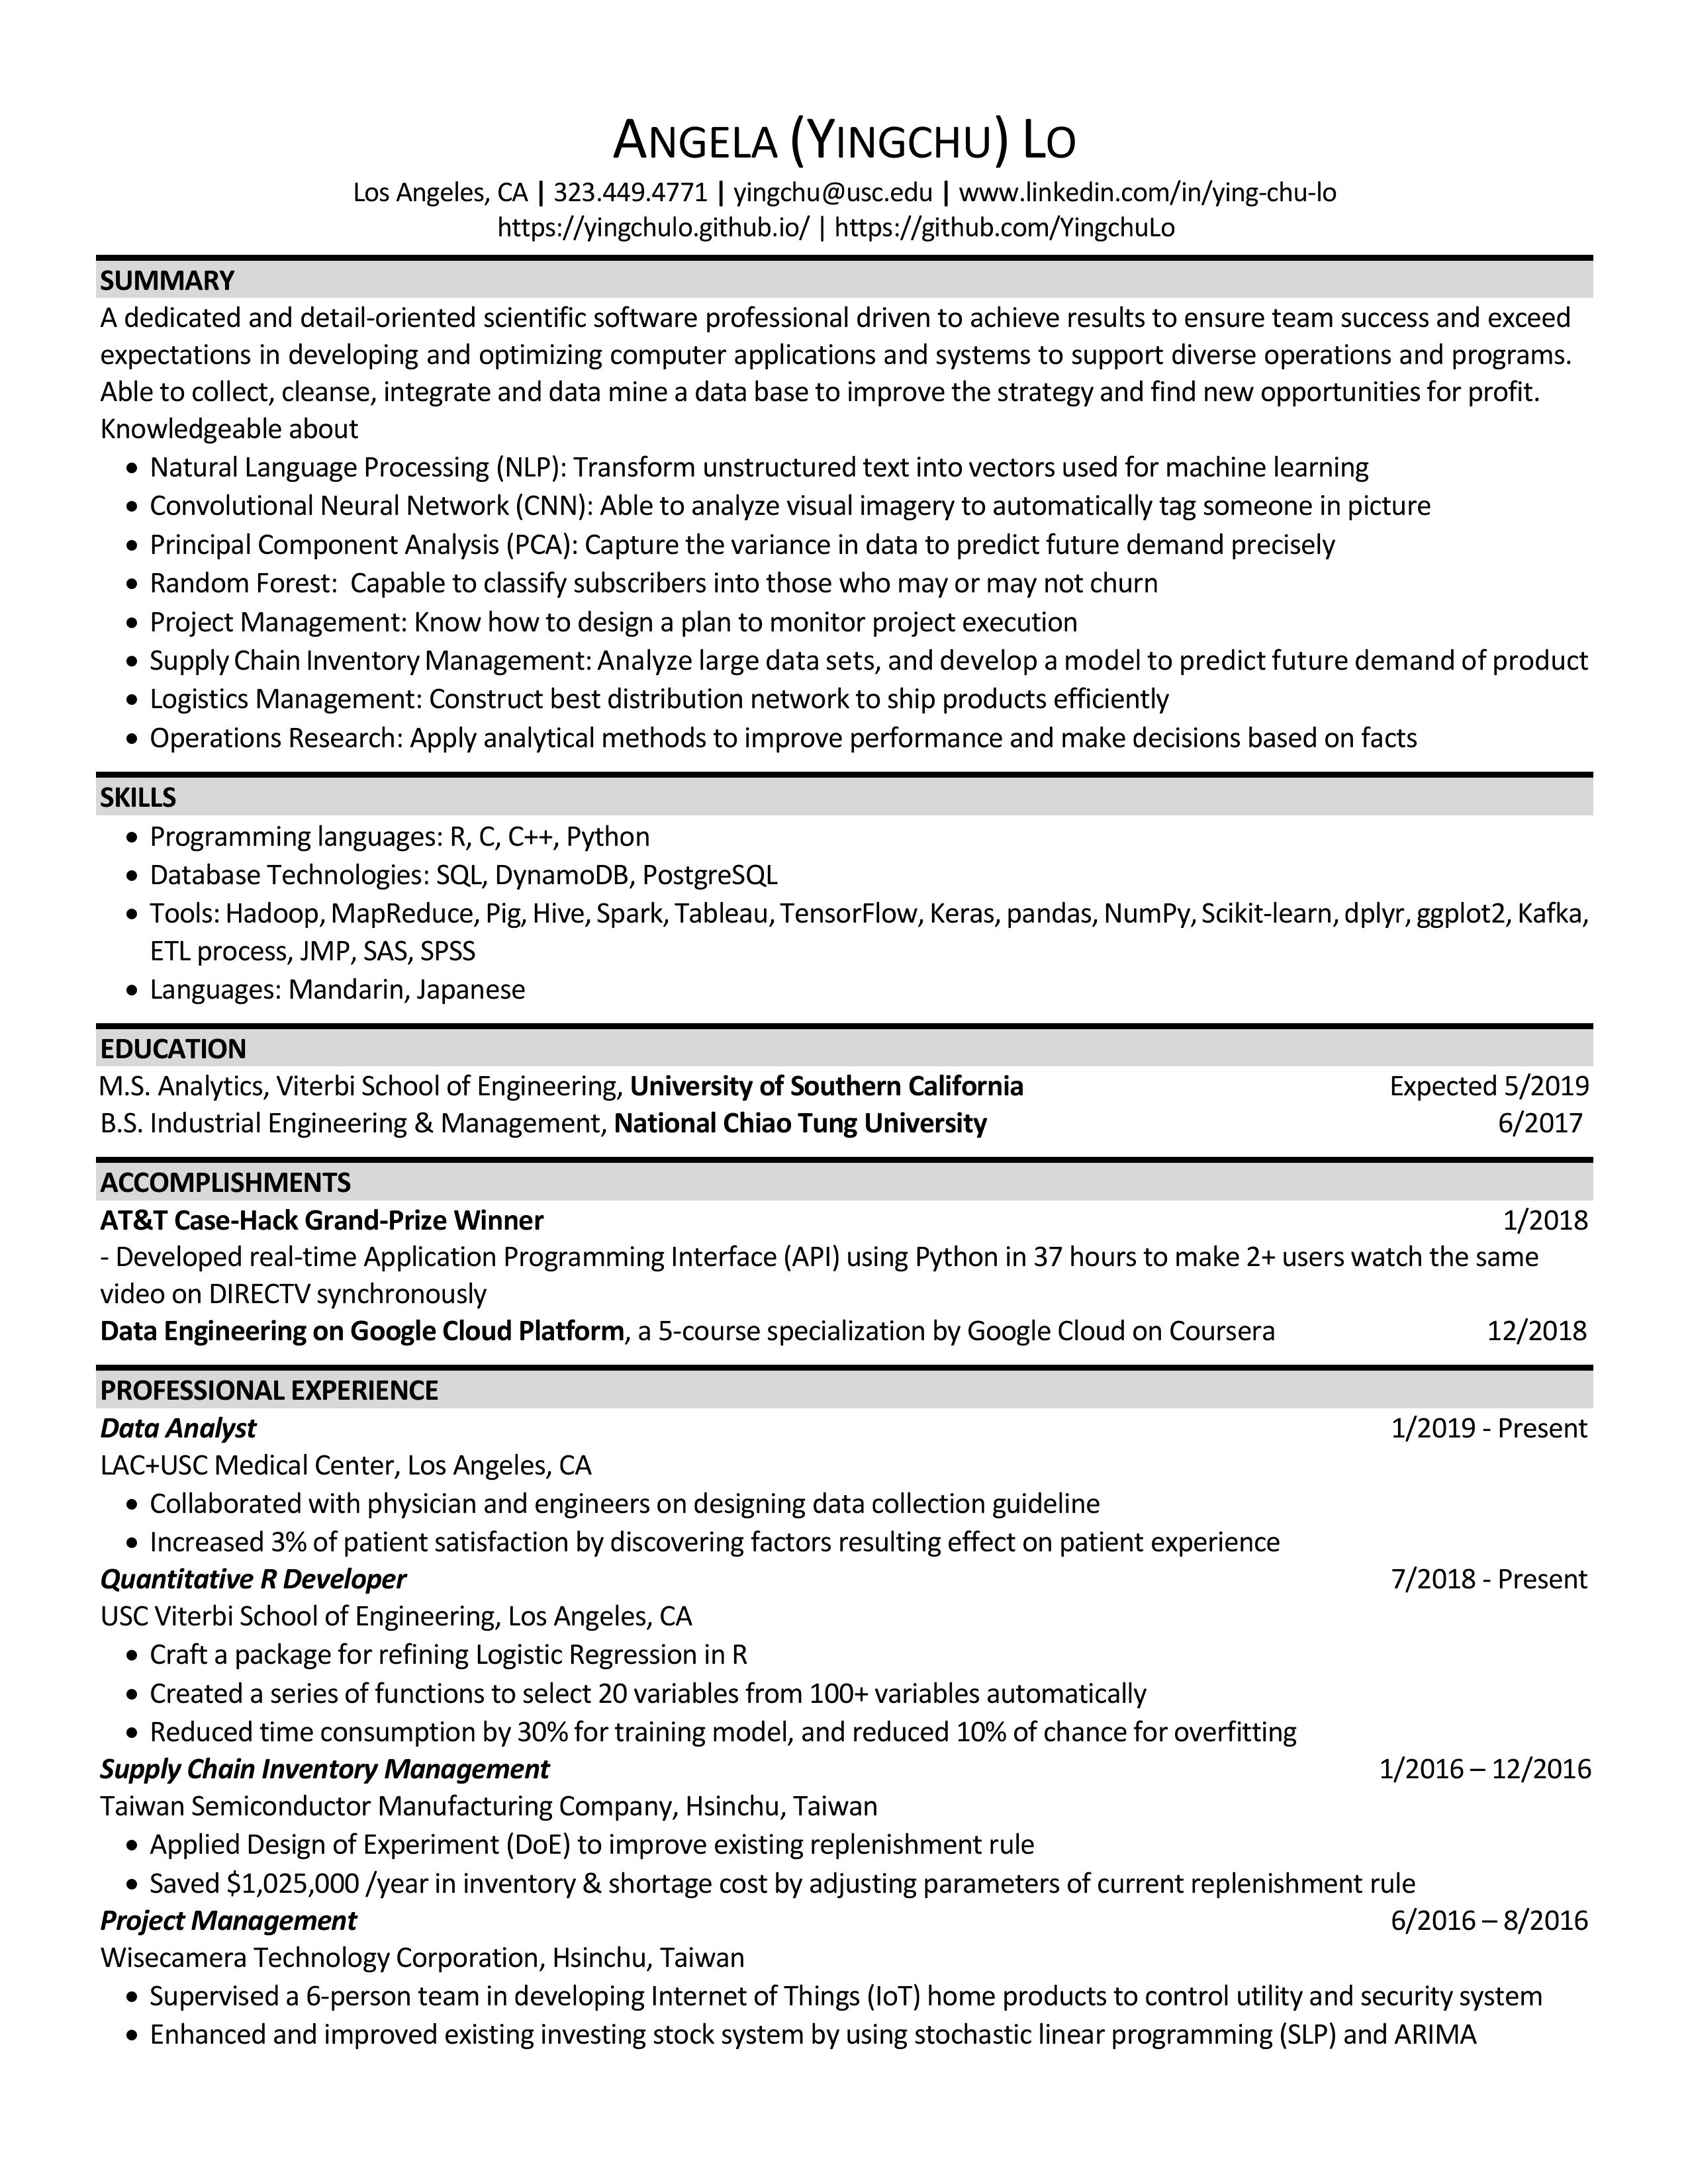 ANGELA (YINGCHU) LO
Los Angeles, CA | 323.449.4771 | yingchu@usc.edu | www.linkedin.com/in/ying-chu-lo
https://yingchulo.github.io/ | https://github.com/YingchuLo
SUMMARY
A dedicated and detail-oriented scientific software professional driven to achieve results to ensure team success and exceed
expectations in developing and optimizing computer applications and systems to support diverse operations and programs.
Able to collect, cleanse, integrate and data mine a data base to improve the strategy and find new opportunities for profit.
Knowledgeable about
• Natural Language Processing (NLP): Transform unstructured text into vectors used for machine learning
• Convolutional Neural Network (CNN): Able to analyze visual imagery to automatically tag someone in picture
• Principal Component Analysis (PCA): Capture the variance in data to predict future demand precisely
• Random Forest:  Capable to classify subscribers into those who may or may not churn
• Project Management: Know how to design a plan to monitor project execution
• Supply Chain Inventory Management: Analyze large data sets, and develop a model to predict future demand of product
• Logistics Management: Construct best distribution network to ship products efficiently
• Operations Research: Apply analytical methods to improve performance and make decisions based on facts
SKILLS
• Programming languages: R, C, C++, Python
• Database Technologies: SQL, DynamoDB, PostgreSQL
• Tools: Hadoop, MapReduce, Pig, Hive, Spark, Tableau, TensorFlow, Keras, pandas, NumPy, Scikit-learn, dplyr, ggplot2, Kafka,
ETL process, JMP, SAS, SPSS
• Languages: Mandarin, Japanese
EDUCATION
M.S. Analytics, Viterbi School of Engineering, University of Southern California Expected 5/2019
B.S. Industrial Engineering & Management, National Chiao Tung University 6/2017
ACCOMPLISHMENTS
AT&T Case-Hack Grand-Prize Winner 1/2018
- Developed real-time Application Programming Interface (API) using Python in 37 hours to make 2+ users watch the same
video on DIRECTV synchronously
Data Engineering on Google Cloud Platform, a 5-course specialization by Google Cloud on Coursera 12/2018
PROFESSIONAL EXPERIENCE
Data Analyst 1/2019 - Present
LAC+USC Medical Center, Los Angeles, CA
• Collaborated with physician and engineers on designing data collection guideline
• Increased 3% of patient satisfaction by discovering factors resulting effect on patient experience
Quantitative R Developer 7/2018 - Present
USC Viterbi School of Engineering, Los Angeles, CA
• Craft a package for refining Logistic Regression in R
• Created a series of functions to select 20 variables from 100+ variables automatically
• Reduced time consumption by 30% for training model, and reduced 10% of chance for overfitting
Supply Chain Inventory Management 1/2016 – 12/2016
Taiwan Semiconductor Manufacturing Company, Hsinchu, Taiwan
• Applied Design of Experiment (DoE) to improve existing replenishment rule
• Saved $1,025,000 /year in inventory & shortage cost by adjusting parameters of current replenishment rule
Project Management 6/2016 – 8/2016
Wisecamera Technology Corporation, Hsinchu, Taiwan
• Supervised a 6-person team in developing Internet of Things (IoT) home products to control utility and security system
• Enhanced and improved existing investing stock system by using stochastic linear programming (SLP) and ARIMA